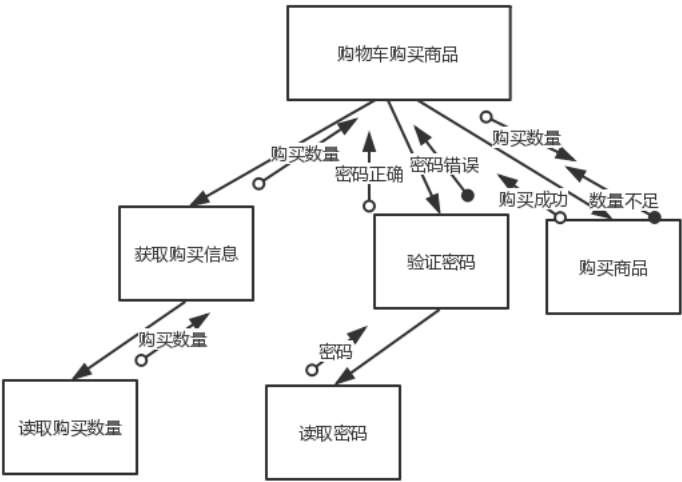 购物车购买商品
购买数量
购买数量
密码正确
密码错误
购买成功
数量不足
获取购买信息
验证密码
购买商品
购买数量
密码
读取购买数量
读取密码